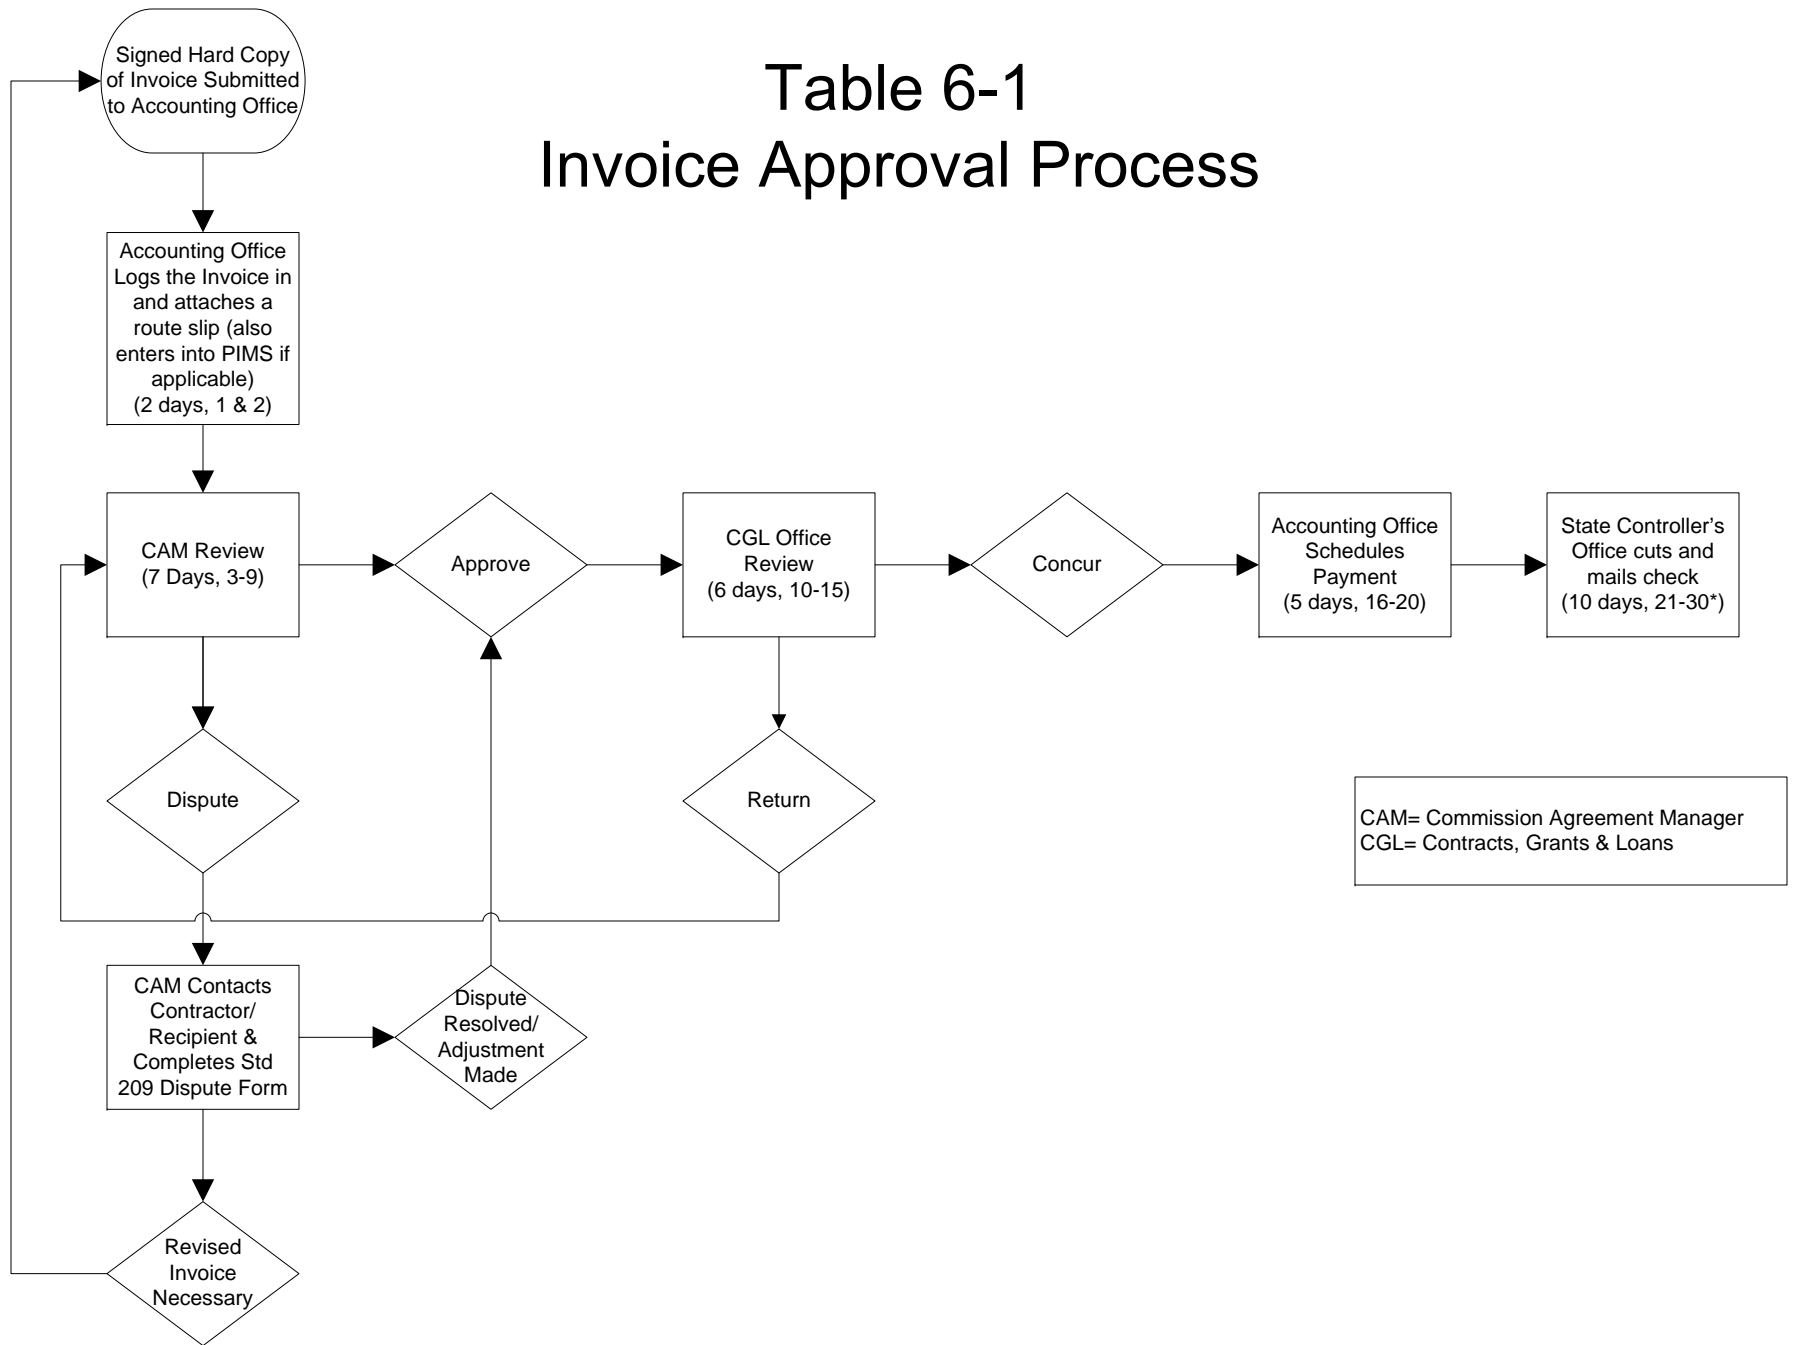 Table 6-1
Invoice Approval Process
Signed Hard Copy
of Invoice Submitted
to Accounting Office
Accounting Office
Logs the Invoice in
and attaches a
route slip (also
enters into PIMS if
applicable)
(2 days, 1 & 2)
CAM Review
(7 Days, 3-9)
Approve
CGL Office
Review
(6 days, 10-15)
Concur
Accounting Office
Schedules
Payment
(5 days, 16-20)
State Controller’s
Office cuts and
mails check
(10 days, 21-30*)
Dispute
Return
CAM= Commission Agreement Manager
CGL= Contracts, Grants & Loans
CAM Contacts
Contractor/
Recipient &
Completes Std
209 Dispute Form
Dispute
Resolved/
Adjustment
Made
Revised
Invoice
Necessary